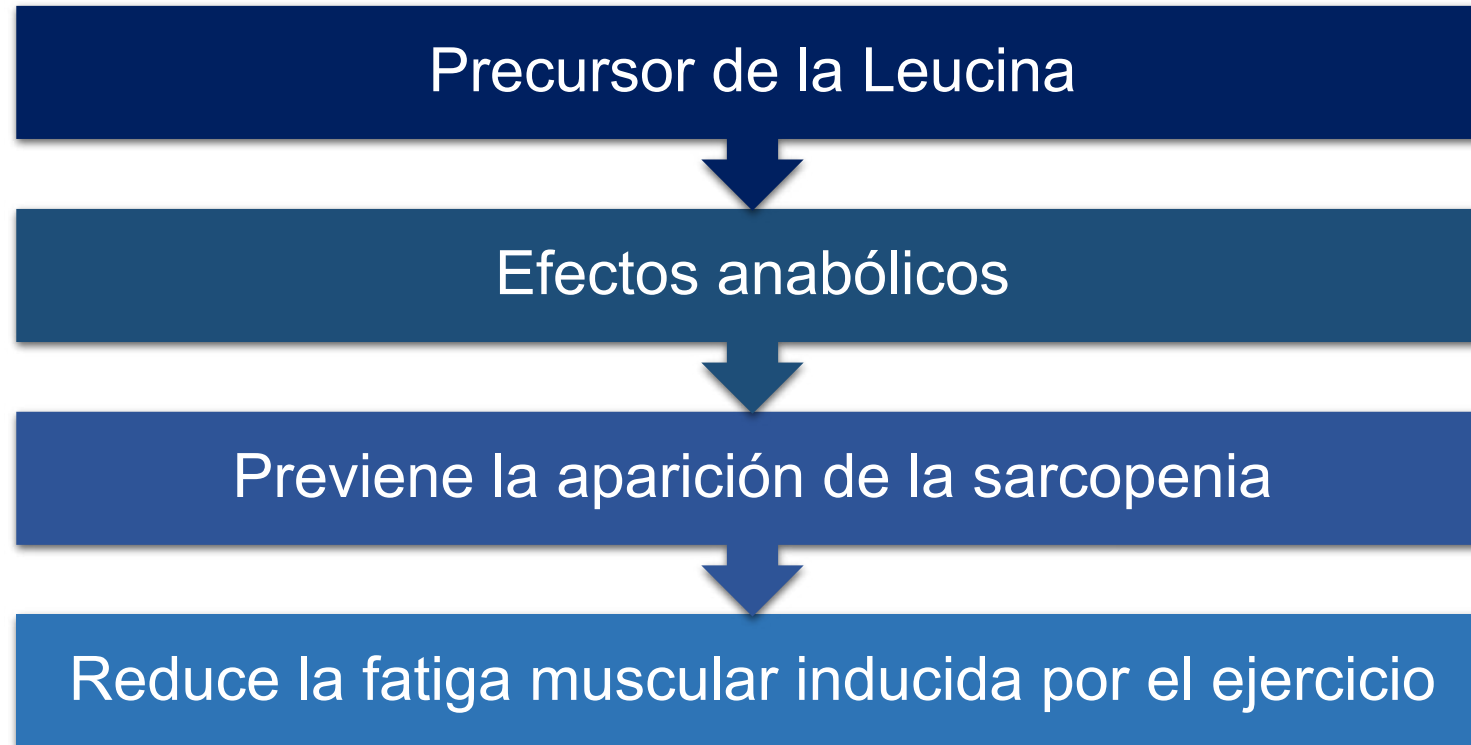 Precursor de la Leucina
Efectos anabólicos
Previene la aparición de la sarcopenia
Reduce la fatiga muscular inducida por el ejercicio